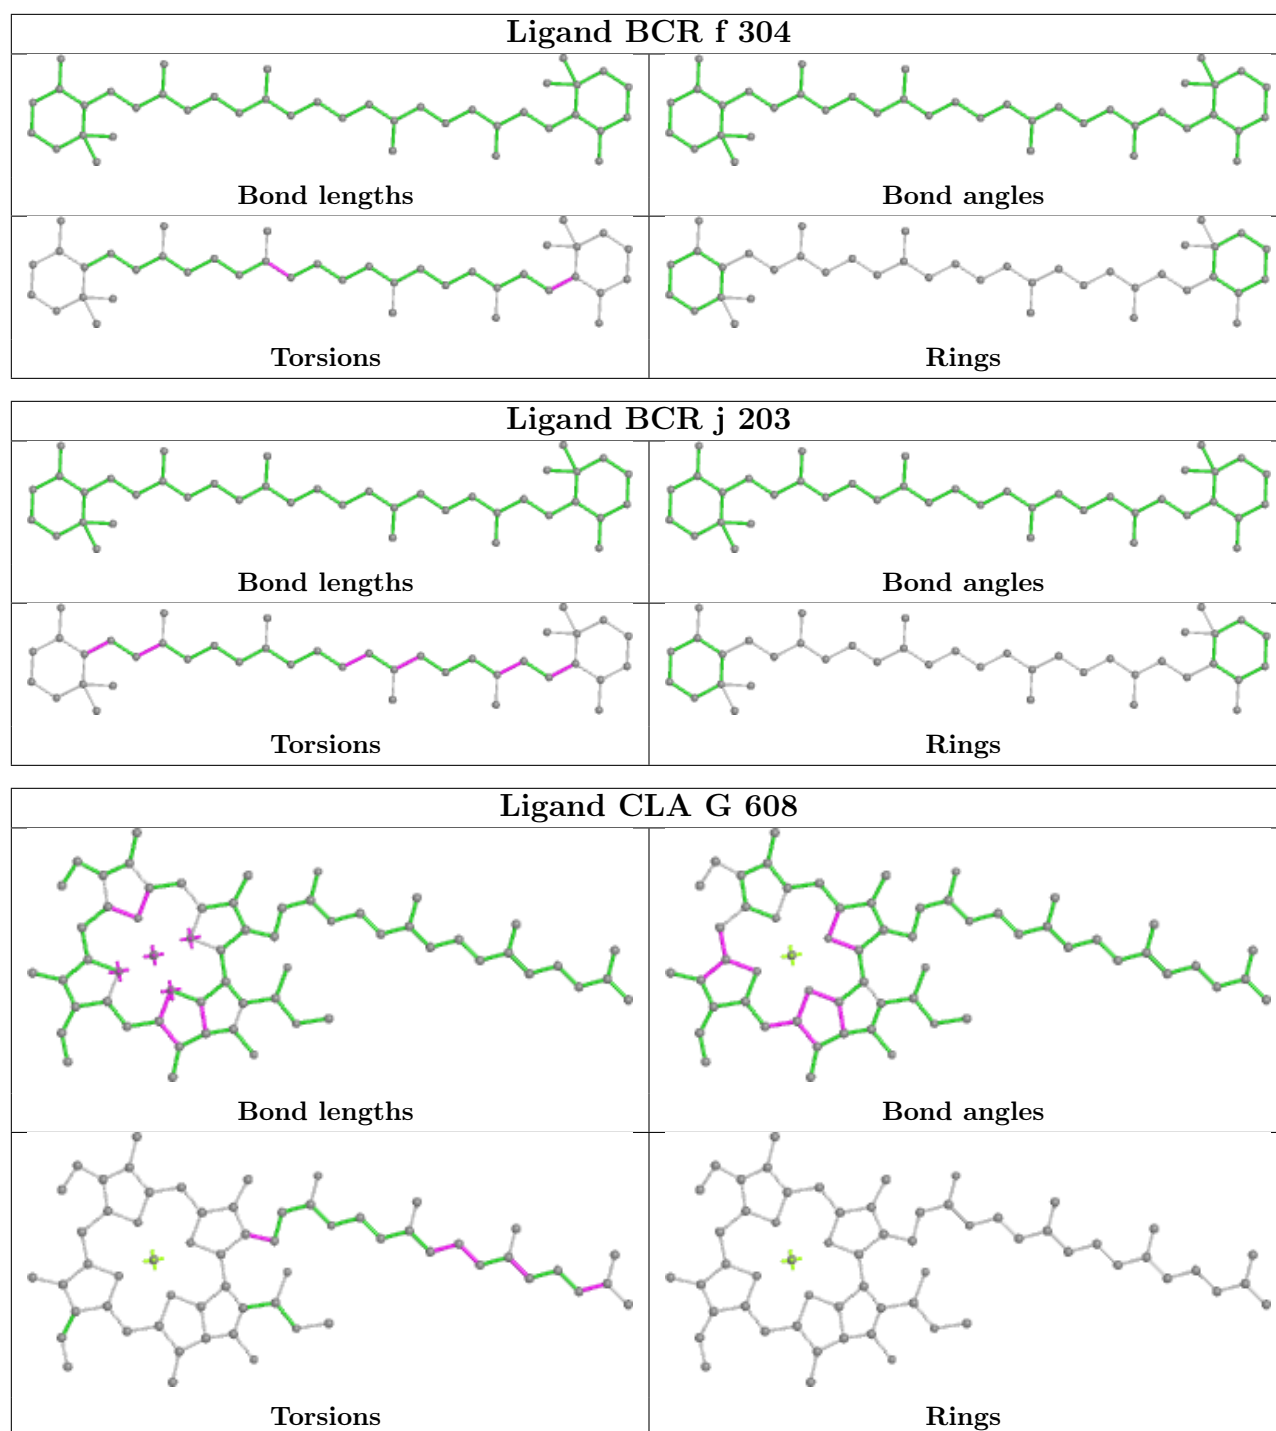 Ligand BCR f 304
Bond lengths
Bond angles
Torsions
Rings
Ligand BCR j 203
Bond lengths
Bond angles
Torsions
Rings
Ligand CLA G 608
Bond lengths
Bond angles
Torsions
Rings